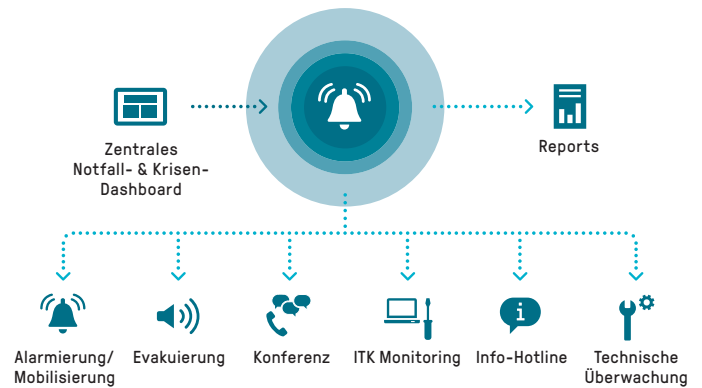 Zentrales
Notfall- & Krisen-
Dashboard
Reports
Alarmierung/
Mobilisierung
Evakuierung
Konferenz
ITK Monitoring
Info-Hotline
Technische
Überwachung